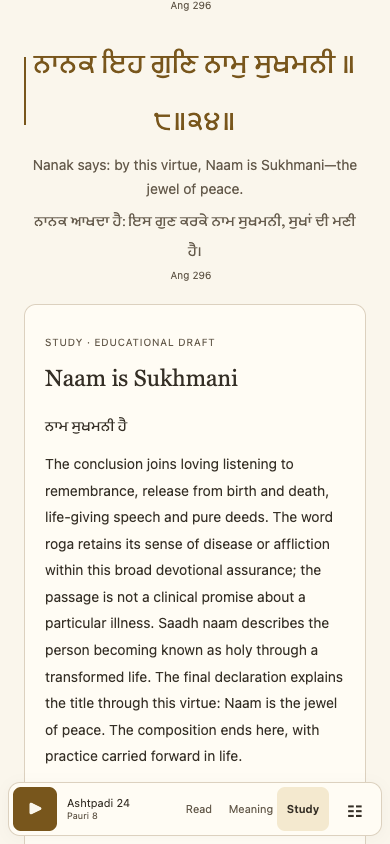 Ang 296
ਨਾਨਕ ਇਹ ਗੁਣਿ ਨਾਮੁ ਸੁਖਮਨੀ ॥
੮॥੨੪॥
Nanak says: by this virtue, Naam is Sukhmani—the
jewel of peace.
ਨਾਨਕ ਆਖਦਾ ਹੈ: ਇਸ ਗੁਣ ਕਰਕੇ ਨਾਮ ਸੁਖਮਨੀ, ਸੁਖਾਂ ਦੀ ਮਣੀ
ਹੈ।
Ang 296
STUDY · EDUCATIONAL DRAFT
Naam is Sukhmani
ਨਾਮ ਸੁਖਮਨੀ ਹੈ
The conclusion joins loving listening to
remembrance, release from birth and death,
life-giving speech and pure deeds. The word
roga retains its sense of disease or affliction
within this broad devotional assurance; the
passage is not a clinical promise about a
particular illness. Saadh naam describes the
person becoming known as holy through a
transformed life. The final declaration explains
the title through this virtue: Naam is the jewel
of peace. The composition ends here, with
practice carried forward in life.
Ashtpadi 24
Pauri 8
Read Meaning Study